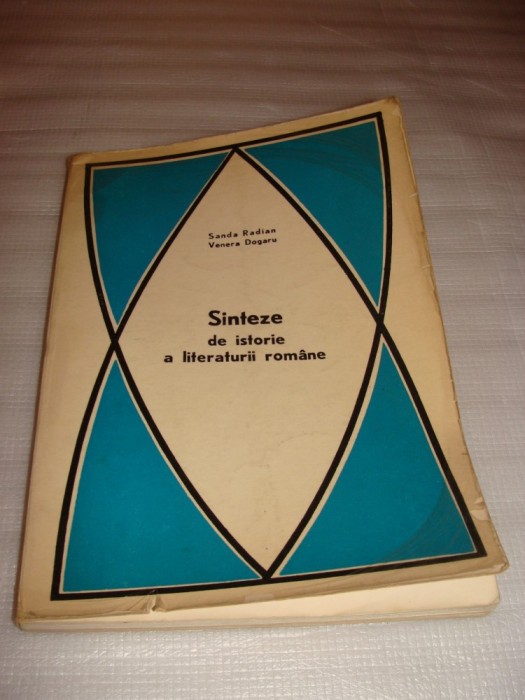 Sanda Radian
Venera Dogaru
Sinteze
de istorie
a literaturii române